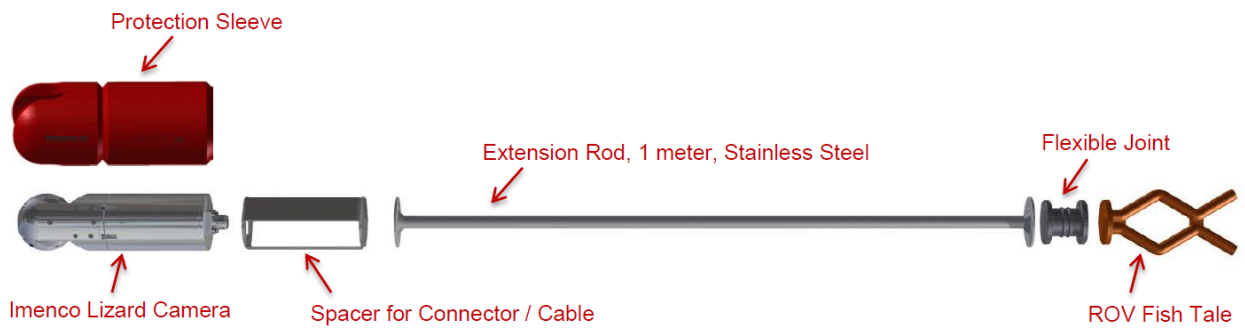 Protection Sleeve
Extension Rod, 1 meter, Stainless Steel
Flexible Joint
Imenco Lizard Camera
Spacer for Connector / Cable
ROV Fish Tale